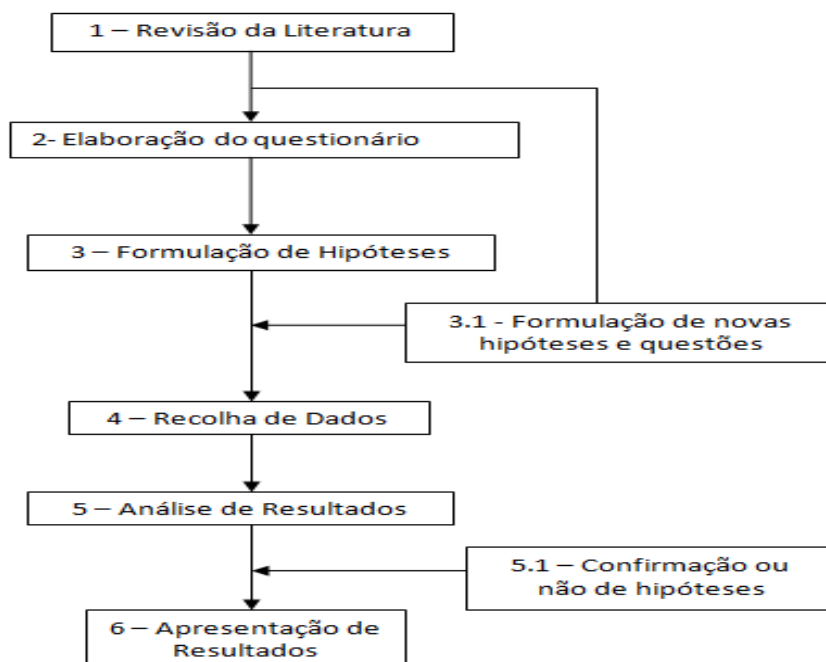 1 – Revisão da Literatura
2- Elaboração do questionário
3 – Formulação de Hipóteses
3.1 - Formulação de novas
hipóteses e questões
4 – Recolha de Dados
5 – Análise de Resultados
5.1 – Confirmação ou
não de hipóteses
6 – Apresentação de
Resultados